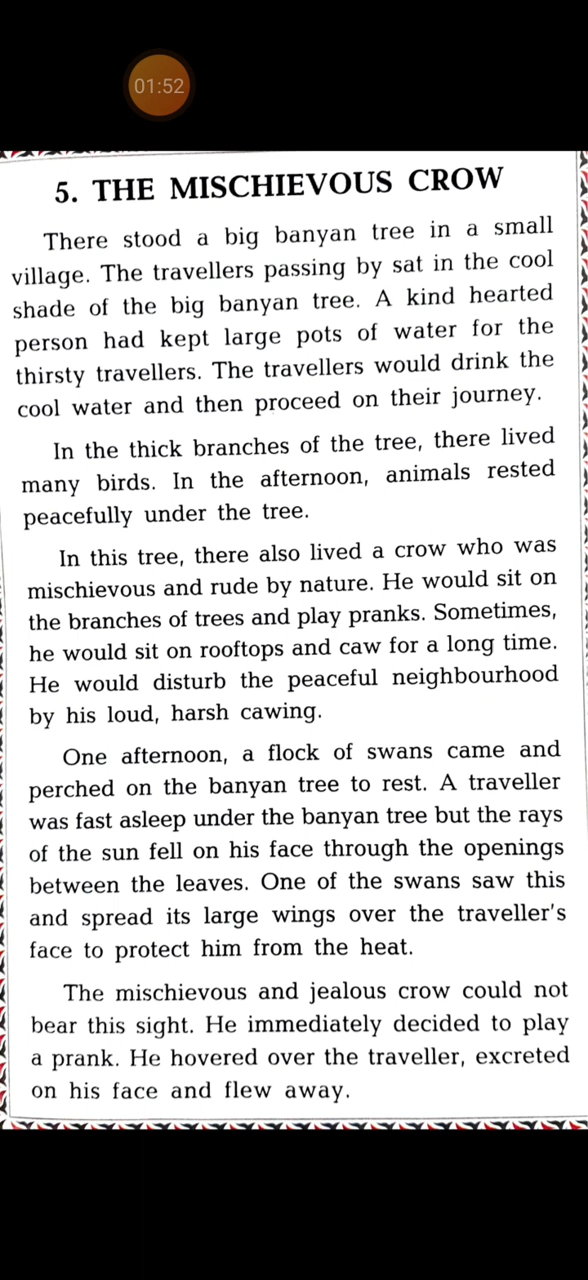 01:52
5. THE MISCHIEVOUS CROW
There stood a big banyan tree in a small
village. The travellers passing by sat in the cool
shade of the big banyan tree. A kind hearted
person had kept large pots of water for the
thirsty travellers. The travellers would drink the
cool water and then proceed on their journey.
In the thick branches of the tree, there lived
many birds. In the afternoon, animals rested
peacefully under the tree.
In this tree, there also lived a crow who was
mischievous and rude by nature. He would sit on
the branches of trees and play pranks. Sometimes,
he would sit on rooftops and caw for a long time.
He would disturb the peaceful neighbourhood
by his loud, harsh cawing.
One afternoon, a flock of swans came and
perched on the banyan tree to rest. A traveller
was fast asleep under the banyan tree but the rays
of the sun fell on his face through the openings
between the leaves. One of the swans saw this
and spread its large wings over the traveller's
face to protect him from the heat.
The mischievous and jealous crow could not
bear this sight. He immediately decided to play
a prank. He hovered over the traveller, excreted
on his face and flew away.